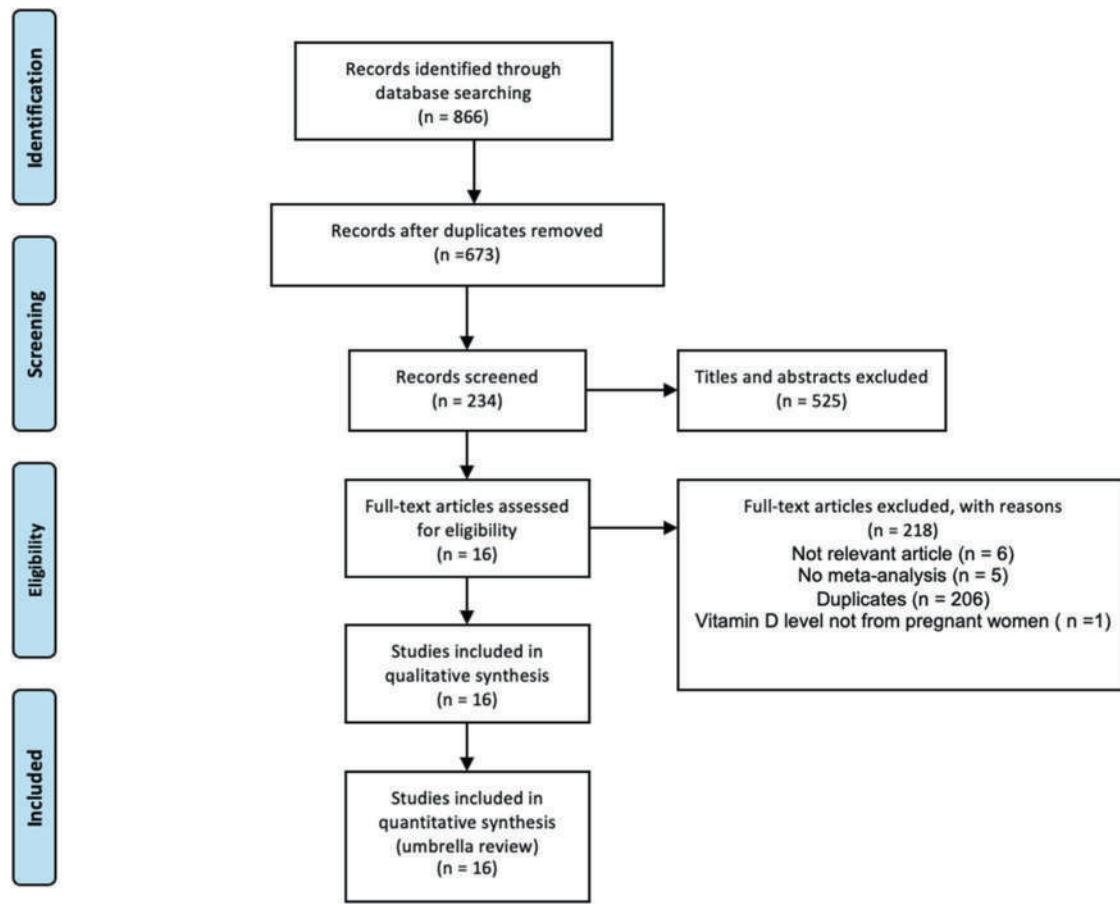 Identification
Records identified through
database searching
(n = 866)
Records after duplicates removed
(n =673)
Screening
Records screened
(n = 234)
Titles and abstracts excluded
(n = 525)
Eligibility
Full-text articles assessed
for eligibility
(n = 16)
Full-text articles excluded, with reasons
(n = 218)
Not relevant article (n = 6)
No meta-analysis (n = 5)
Duplicates (n = 206)
Vitamin D level not from pregnant women ( n =1)
Studies included in
qualitative synthesis
(n = 16)
Included
Studies included in
quantitative synthesis
(umbrella review)
(n = 16)